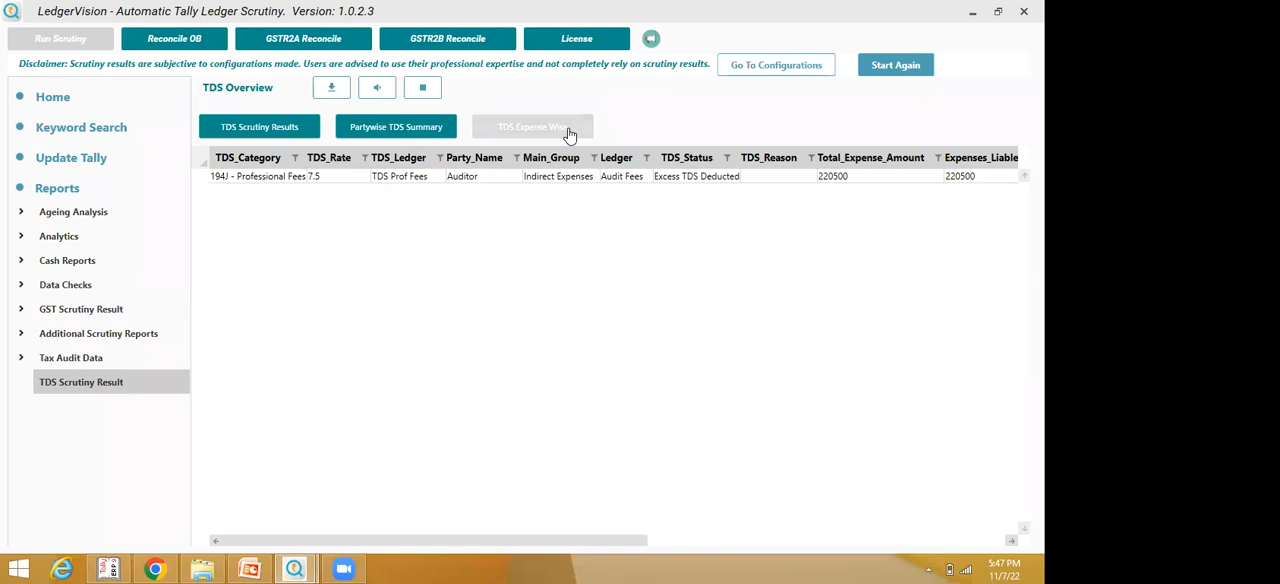 LedgerVision - Automatic Tally Ledger Scrutiny. Version: 1.0.2.3
Run Scrutiny Reconcile OB GSTR2A Reconcile GSTR2B Reconcile License
Disclaimer: Scrutiny results are subjective to configurations made. Users are advised to use their professional expertise and not completely rely on scrutiny results. Go To Configurations Start Again
Home
Keyword Search
Update Tally
Reports
Ageing Analysis
Analytics
Cash Reports
Data Checks
GST Scrutiny Result
Additional Scrutiny Reports
Tax Audit Data
TDS Scrutiny Result
TDS Overview
TDS Scrutiny Results Partywise TDS Summary TDS Expense Wise
TDS_Category TDS_Rate TDS_Ledger Party_Name Main_Group Ledger TDS_Status TDS_Reason Total_Expense_Amount Expenses_Liable
194J - Professional Fees 7.5 TDS Prof Fees Auditor Indirect Expenses Audit Fees Excess TDS Deducted 220500 220500
5:47 PM
11/7/22